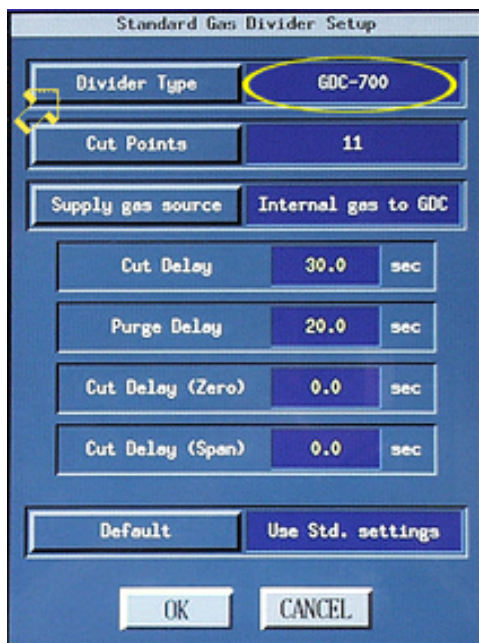 Standard Gas Divider Setup
Divider Type GDC-700
Cut Points 11
Supply gas source Internal gas to GDC
Cut Delay 30.0 sec
Purge Delay 20.0 sec
Cut Delay (Zero) 0.0 sec
Cut Delay (Span) 0.0 sec
Default Use Std. settings
OK CANCEL